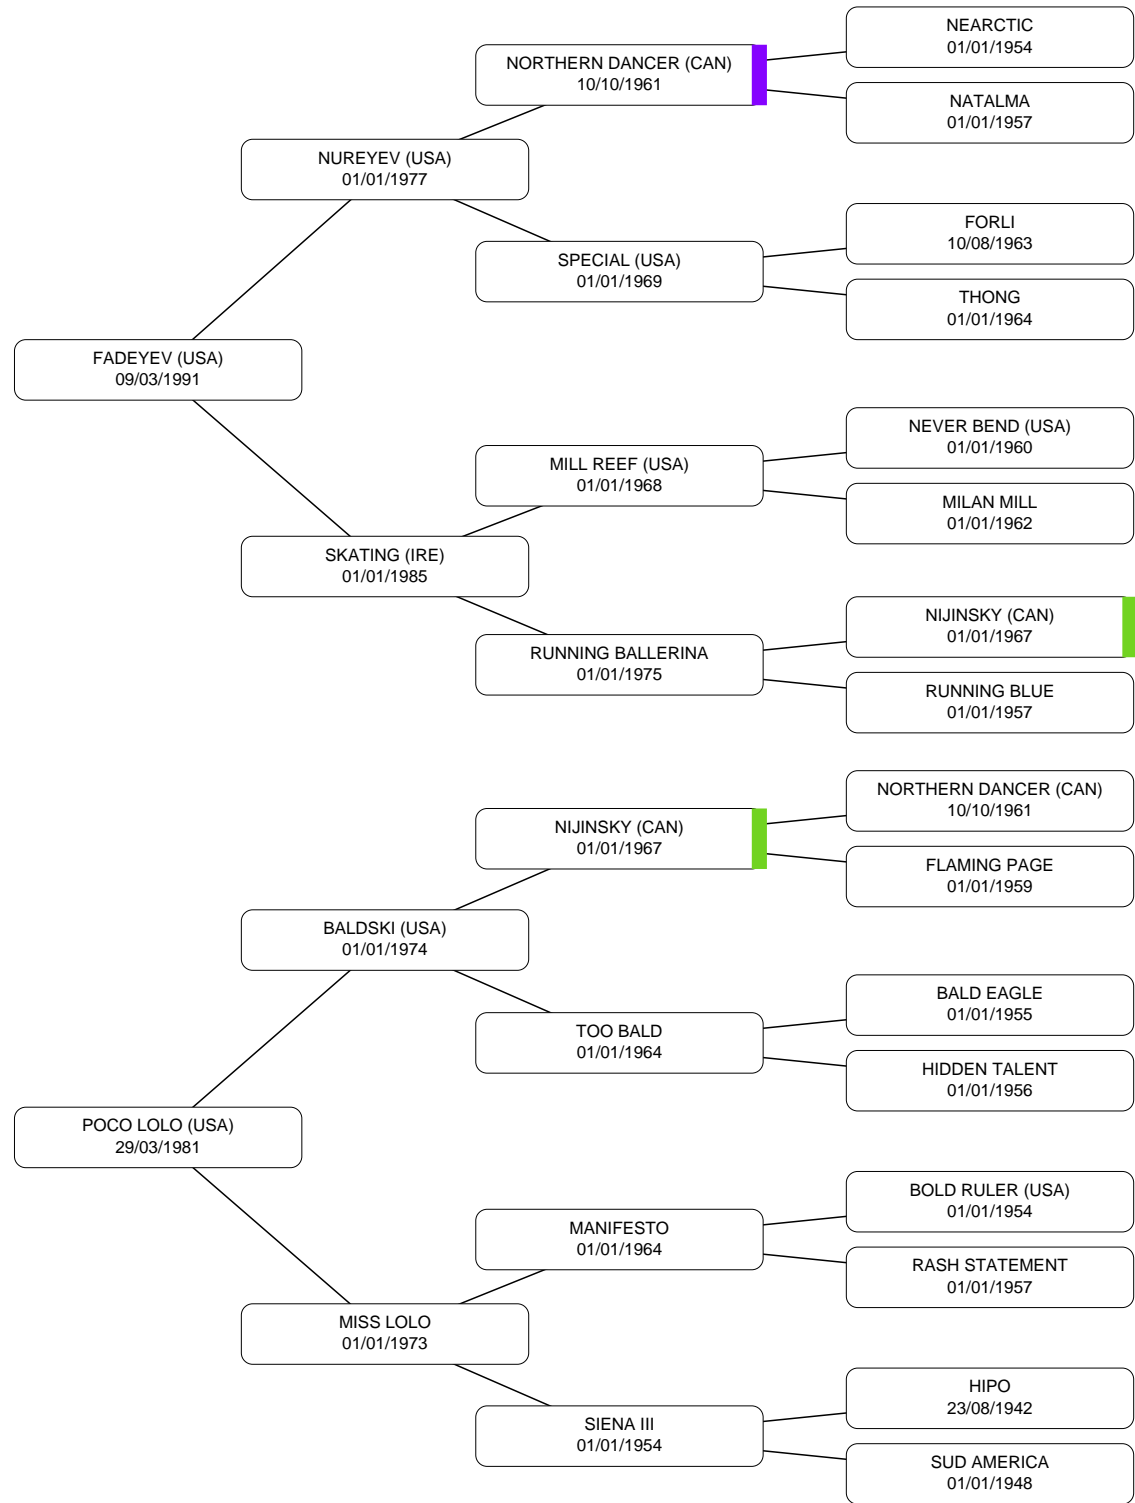 NEARCTIC
01/01/1954
NORTHERN DANCER (CAN)
10/10/1961
NATALMA
01/01/1957
NUREYEV (USA)
01/01/1977
FORLI
10/08/1963
SPECIAL (USA)
01/01/1969
THONG
01/01/1964
FADEYEV (USA)
09/03/1991
NEVER BEND (USA)
01/01/1960
MILL REEF (USA)
01/01/1968
MILAN MILL
01/01/1962
SKATING (IRE)
01/01/1985
NIJINSKY (CAN)
01/01/1967
RUNNING BALLERINA
01/01/1975
RUNNING BLUE
01/01/1957
NORTHERN DANCER (CAN)
10/10/1961
NIJINSKY (CAN)
01/01/1967
FLAMING PAGE
01/01/1959
BALDSKI (USA)
01/01/1974
BALD EAGLE
01/01/1955
TOO BALD
01/01/1964
HIDDEN TALENT
01/01/1956
POCO LOLO (USA)
29/03/1981
BOLD RULER (USA)
01/01/1954
MANIFESTO
01/01/1964
RASH STATEMENT
01/01/1957
MISS LOLO
01/01/1973
HIPO
23/08/1942
SIENA III
01/01/1954
SUD AMERICA
01/01/1948